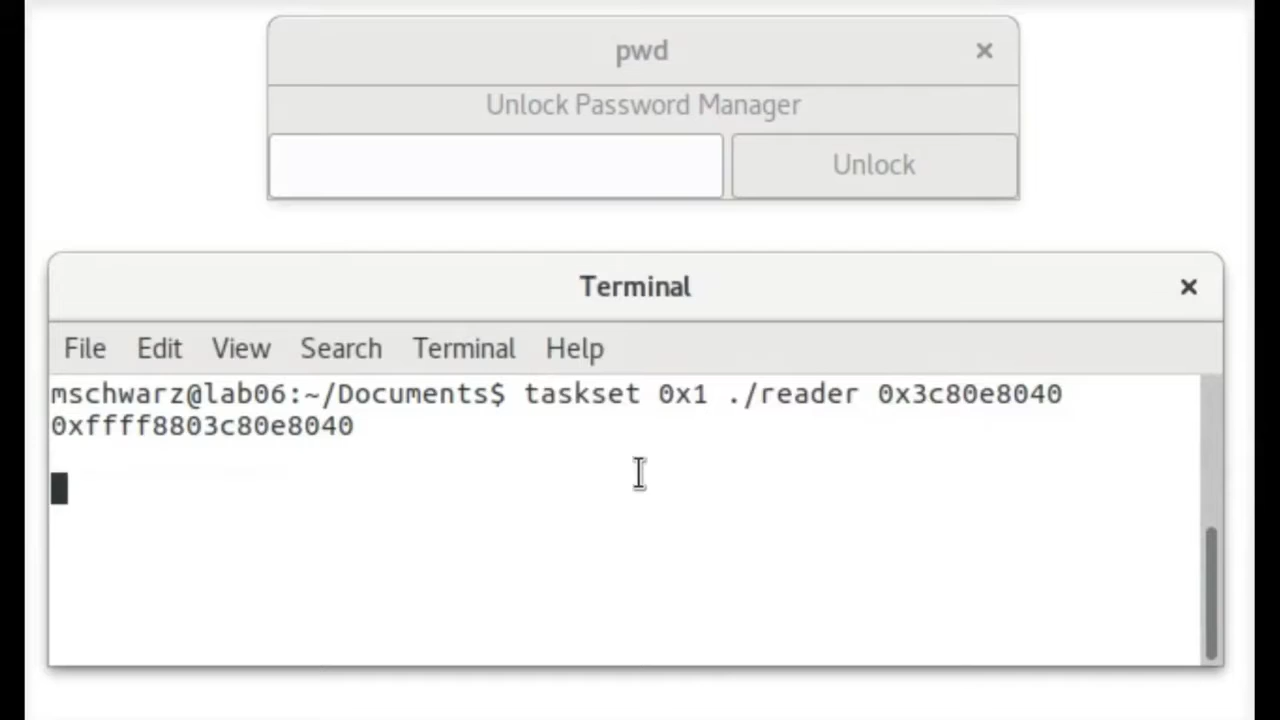 pwd
Unlock Password Manager
Unlock
Terminal
File Edit View Search Terminal Help
mschwarz@lab06:~/Documents$ taskset 0x1 ./reader 0x3c80e8040
0xffff8803c80e8040